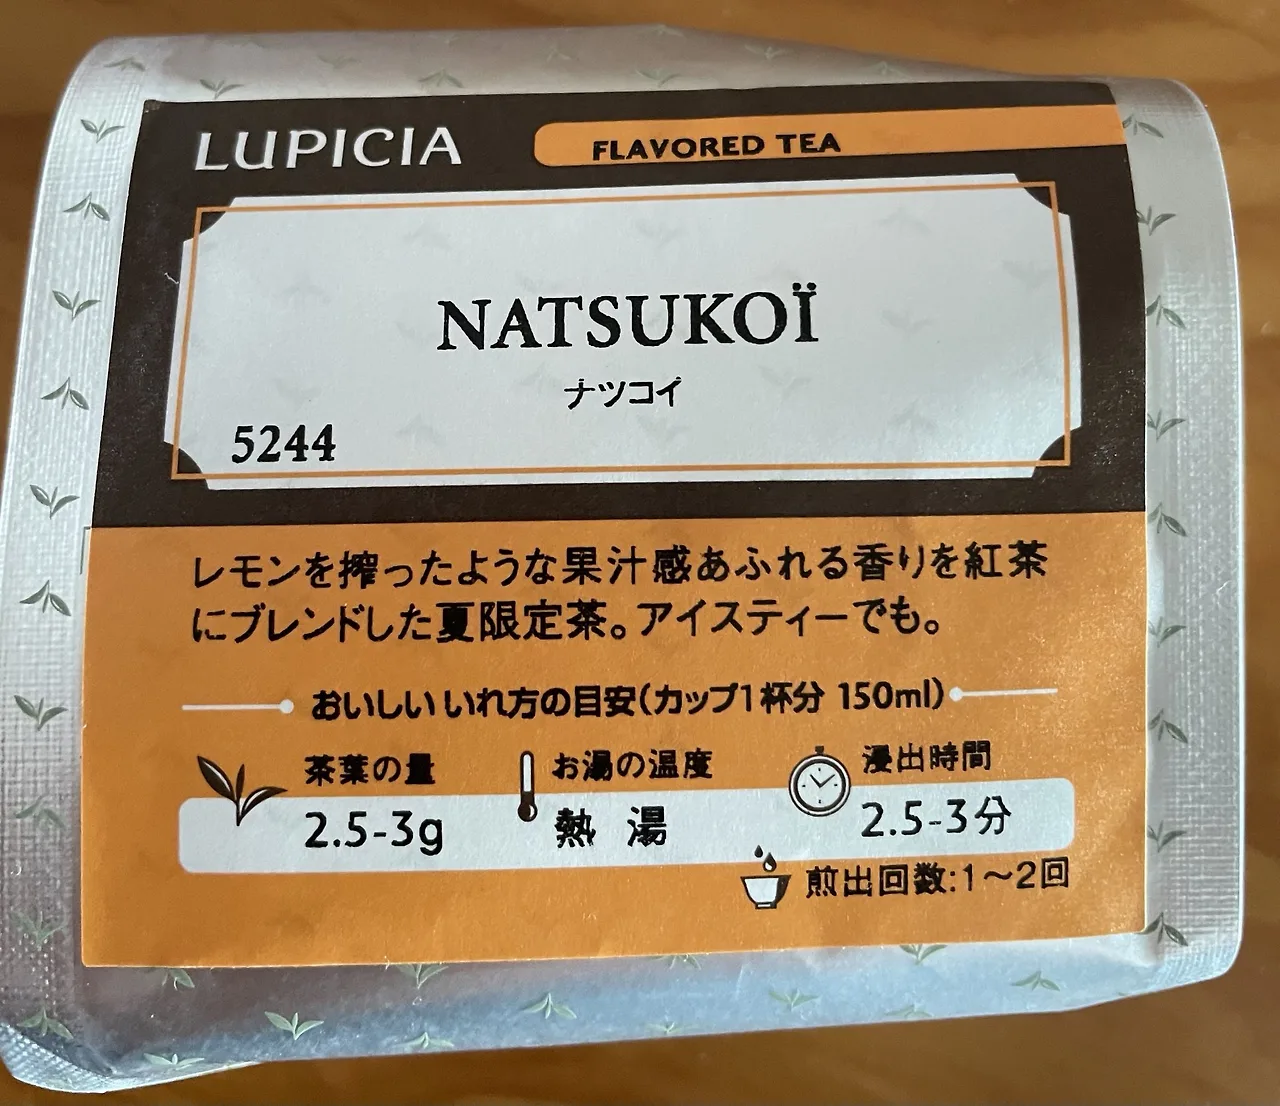 LUPICIA
FLAVORED TEA
NATSUKOÏ
ナツコイ
5244
レモンを搾ったような果汁感あふれる香りを紅茶
にブレンドした夏限定茶。アイスティーでも。
おいしいいれ方の目安(カップ1杯分 150ml)
茶葉の量 お湯の温度 浸出時間
2.5-3g 熱湯 2.5-3分
煎出回数:1〜2回